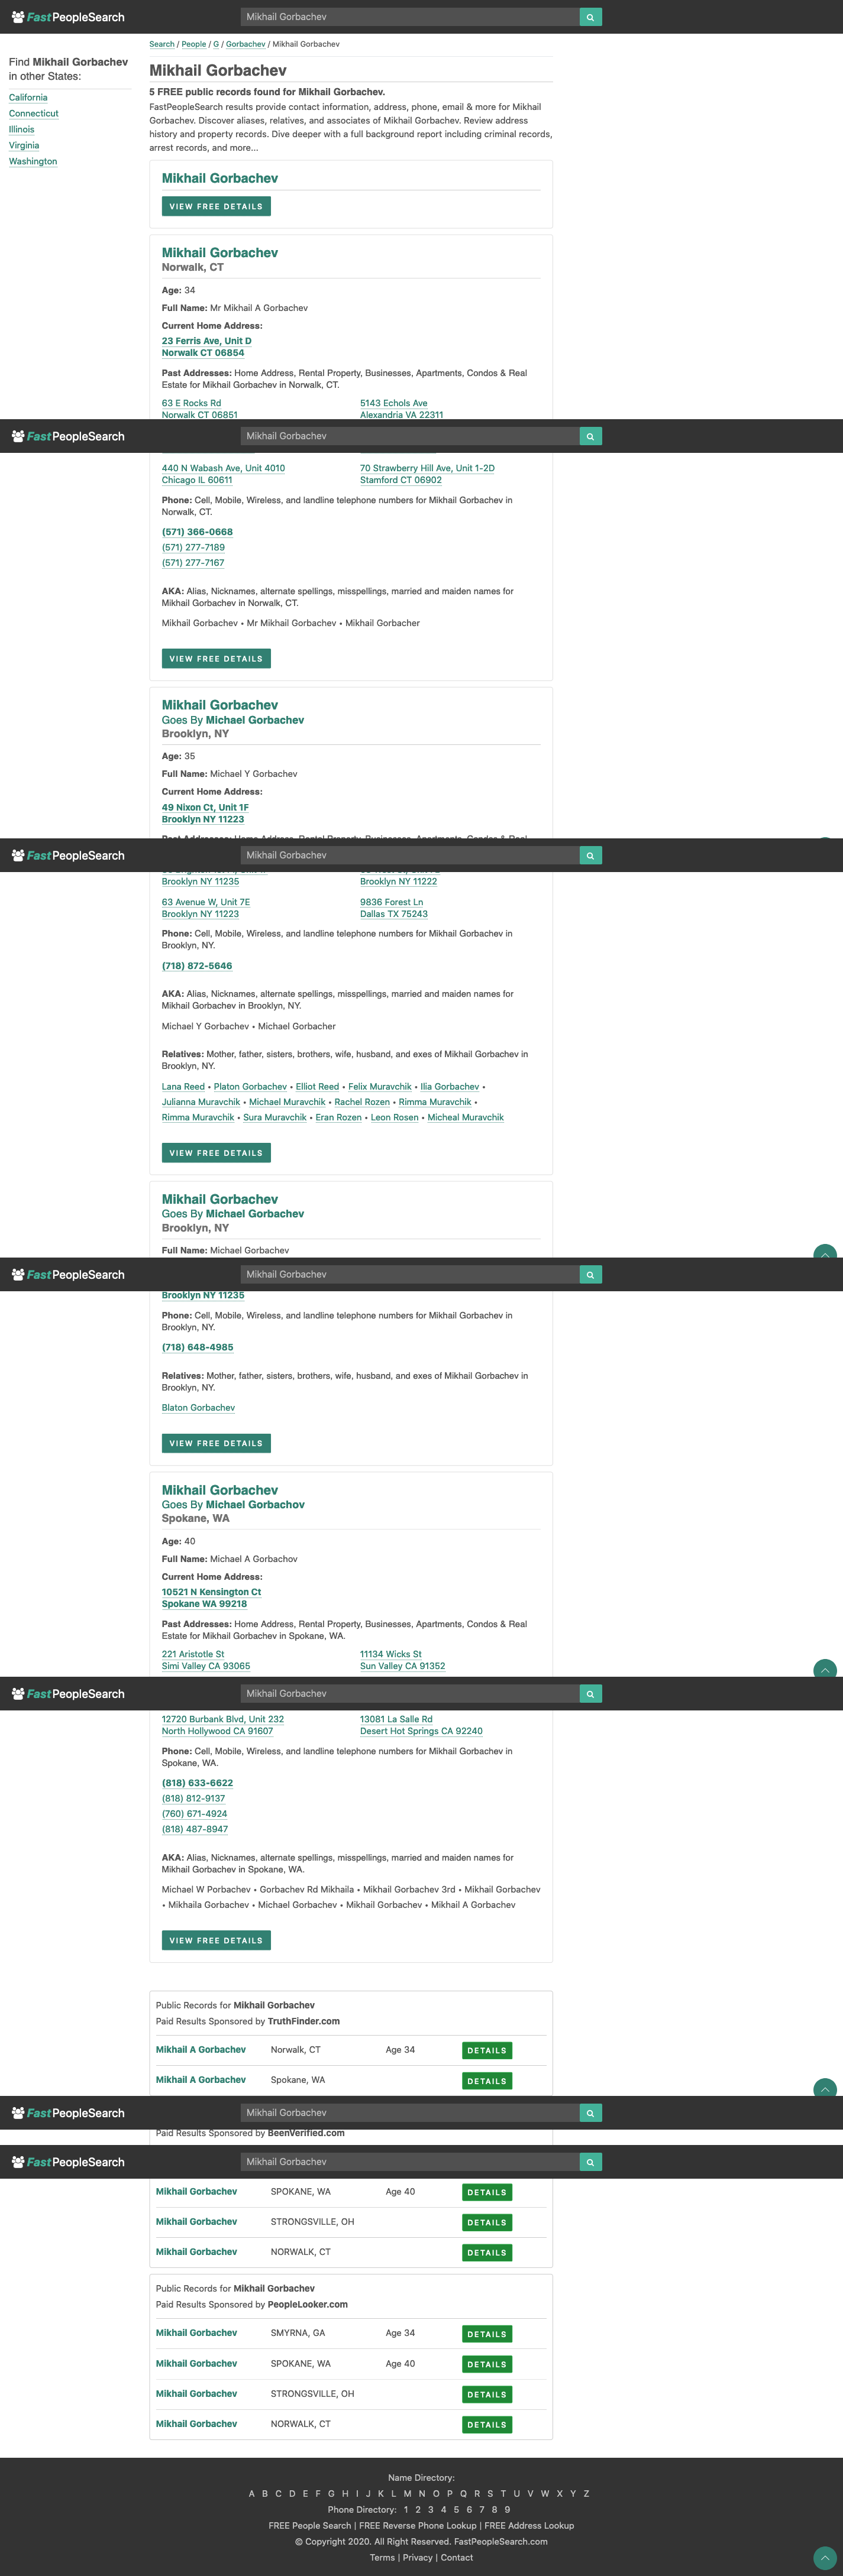 FastPeopleSearch
Mikhail Gorbachev
Find Mikhail Gorbachev
in other States:
California
Connecticut
Illinois
Virginia
Washington
Search / People / G / Gorbachev / Mikhail Gorbachev
Mikhail Gorbachev
5 FREE public records found for Mikhail Gorbachev.
FastPeopleSearch results provide contact information, address, phone, email & more for Mikhail
Gorbachev. Discover aliases, relatives, and associates of Mikhail Gorbachev. Review address
history and property records. Dive deeper with a full background report including criminal records,
arrest records, and more...
Mikhail Gorbachev
VIEW FREE DETAILS
Mikhail Gorbachev
Norwalk, CT
Age: 34
Full Name: Mr Mikhail A Gorbachev
Current Home Address:
23 Ferris Ave, Unit D
Norwalk CT 06854
Past Addresses: Home Address, Rental Property, Businesses, Apartments, Condos & Real
Estate for Mikhail Gorbachev in Norwalk, CT.
63 E Rocks Rd
Norwalk CT 06851
5143 Echols Ave
Alexandria VA 22311
FastPeopleSearch
Mikhail Gorbachev
440 N Wabash Ave, Unit 4010
Chicago IL 60611
70 Strawberry Hill Ave, Unit 1-2D
Stamford CT 06902
Phone: Cell, Mobile, Wireless, and landline telephone numbers for Mikhail Gorbachev in
Norwalk, CT.
(571) 366-0668
(571) 277-7189
(571) 277-7167
AKA: Alias, Nicknames, alternate spellings, misspellings, married and maiden names for
Mikhail Gorbachev in Norwalk, CT.
Mikhail Gorbachev • Mr Mikhail Gorbachev • Mikhail Gorbacher
VIEW FREE DETAILS
Mikhail Gorbachev
Goes By Michael Gorbachev
Brooklyn, NY
Age: 35
Full Name: Michael Y Gorbachev
Current Home Address:
49 Nixon Ct, Unit 1F
Brooklyn NY 11223
Past Addresses: Home Address, Rental Property, Businesses, Apartments, Condos & Real
FastPeopleSearch
Mikhail Gorbachev
Brooklyn NY 11235
Brooklyn NY 11222
63 Avenue W, Unit 7E
Brooklyn NY 11223
9836 Forest Ln
Dallas TX 75243
Phone: Cell, Mobile, Wireless, and landline telephone numbers for Mikhail Gorbachev in
Brooklyn, NY.
(718) 872-5646
AKA: Alias, Nicknames, alternate spellings, misspellings, married and maiden names for
Mikhail Gorbachev in Brooklyn, NY.
Michael Y Gorbachev • Michael Gorbacher
Relatives: Mother, father, sisters, brothers, wife, husband, and exes of Mikhail Gorbachev in
Brooklyn, NY.
Lana Reed • Platon Gorbachev • Elliot Reed • Felix Muravchik • Ilia Gorbachev •
Julianna Muravchik • Michael Muravchik • Rachel Rozen • Rimma Muravchik •
Rimma Muravchik • Sura Muravchik • Eran Rozen • Leon Rosen • Micheal Muravchik
VIEW FREE DETAILS
Mikhail Gorbachev
Goes By Michael Gorbachev
Brooklyn, NY
Full Name: Michael Gorbachev
FastPeopleSearch
Mikhail Gorbachev
Brooklyn NY 11235
Phone: Cell, Mobile, Wireless, and landline telephone numbers for Mikhail Gorbachev in
Brooklyn, NY.
(718) 648-4985
Relatives: Mother, father, sisters, brothers, wife, husband, and exes of Mikhail Gorbachev in
Brooklyn, NY.
Blaton Gorbachev
VIEW FREE DETAILS
Mikhail Gorbachev
Goes By Michael Gorbachov
Spokane, WA
Age: 40
Full Name: Michael A Gorbachov
Current Home Address:
10521 N Kensington Ct
Spokane WA 99218
Past Addresses: Home Address, Rental Property, Businesses, Apartments, Condos & Real
Estate for Mikhail Gorbachev in Spokane, WA.
221 Aristotle St
Simi Valley CA 93065
11134 Wicks St
Sun Valley CA 91352
FastPeopleSearch
Mikhail Gorbachev
12720 Burbank Blvd, Unit 232
North Hollywood CA 91607
13081 La Salle Rd
Desert Hot Springs CA 92240
Phone: Cell, Mobile, Wireless, and landline telephone numbers for Mikhail Gorbachev in
Spokane, WA.
(818) 633-6622
(818) 812-9137
(760) 671-4924
(818) 487-8947
AKA: Alias, Nicknames, alternate spellings, misspellings, married and maiden names for
Mikhail Gorbachev in Spokane, WA.
Michael W Porbachev • Gorbachev Rd Mikhaila • Mikhail Gorbachev 3rd • Mikhail Gorbachev
• Mikhaila Gorbachev • Michael Gorbachev • Mikhail Gorbachev • Mikhail A Gorbachev
VIEW FREE DETAILS
Public Records for Mikhail Gorbachev
Paid Results Sponsored by TruthFinder.com
Mikhail A Gorbachev Norwalk, CT Age 34 DETAILS
Mikhail A Gorbachev Spokane, WA DETAILS
FastPeopleSearch
Mikhail Gorbachev
Paid Results Sponsored by BeenVerified.com
FastPeopleSearch
Mikhail Gorbachev
Mikhail Gorbachev SPOKANE, WA Age 40 DETAILS
Mikhail Gorbachev STRONGSVILLE, OH DETAILS
Mikhail Gorbachev NORWALK, CT DETAILS
Public Records for Mikhail Gorbachev
Paid Results Sponsored by PeopleLooker.com
Mikhail Gorbachev SMYRNA, GA Age 34 DETAILS
Mikhail Gorbachev SPOKANE, WA Age 40 DETAILS
Mikhail Gorbachev STRONGSVILLE, OH DETAILS
Mikhail Gorbachev NORWALK, CT DETAILS
Name Directory:
A B C D E F G H I J K L M N O P Q R S T U V W X Y Z
Phone Directory: 1 2 3 4 5 6 7 8 9
FREE People Search | FREE Reverse Phone Lookup | FREE Address Lookup
© Copyright 2020. All Right Reserved. FastPeopleSearch.com
Terms | Privacy | Contact